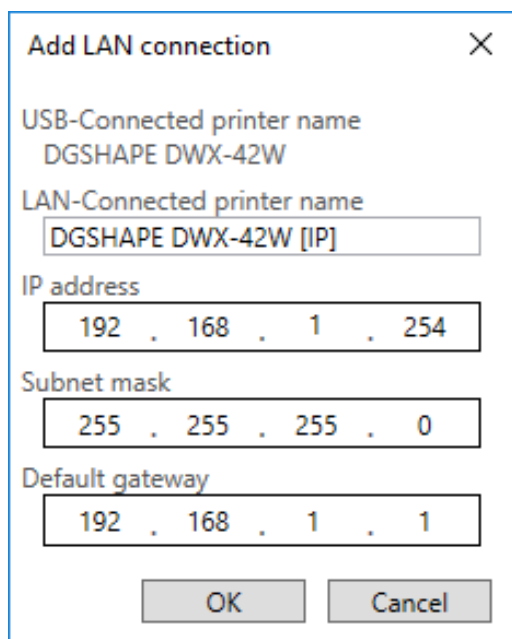 Add LAN connection
USB-Connected printer name
DGSHAPE DWX-42W
LAN-Connected printer name
DGSHAPE DWX-42W [IP]
IP address
192 . 168 . 1 . 254
Subnet mask
255 . 255 . 255 . 0
Default gateway
192 . 168 . 1 . 1
OK Cancel